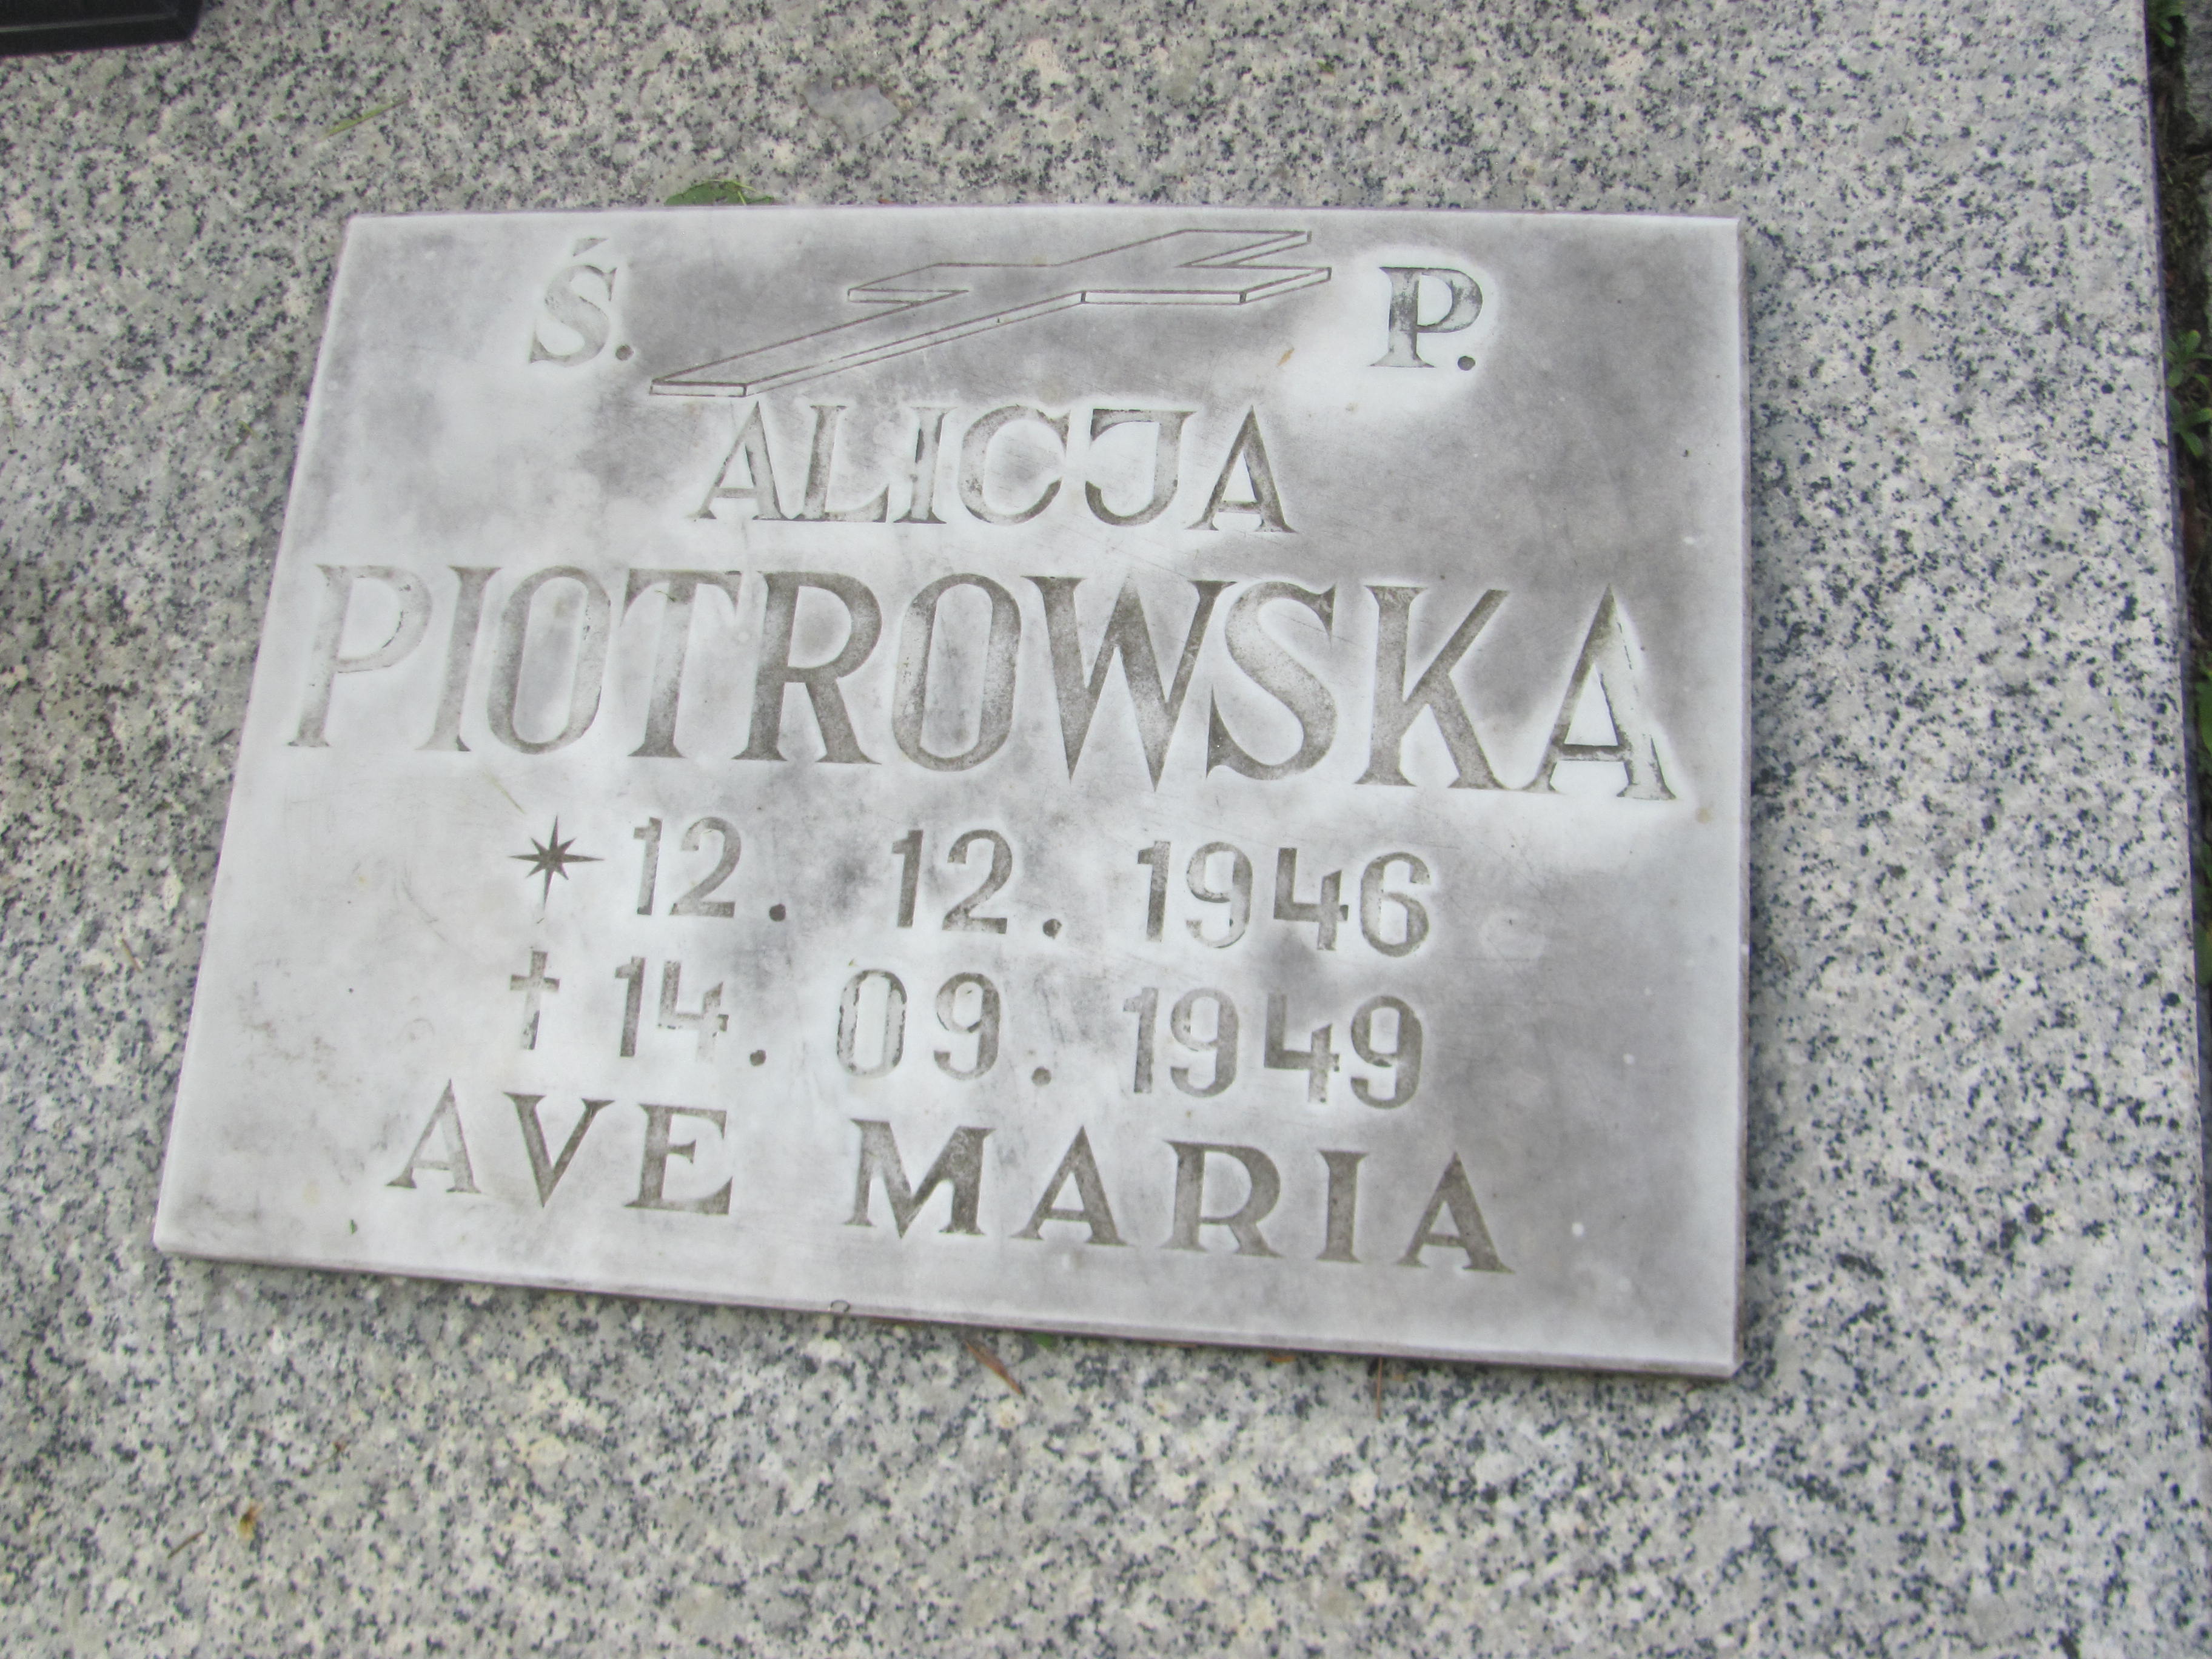 Ś. P.
ALICJA
PIOTROWSKA
* 12. 12. 1946
† 14. 09. 1949
AVE MARIA